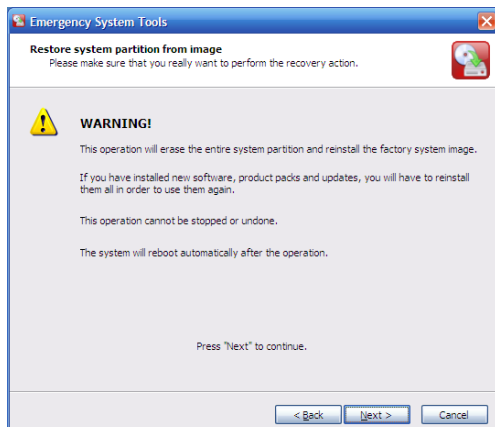 Emergency System Tools
Restore system partition from image
Please make sure that you really want to perform the recovery action.
WARNING!
This operation will erase the entire system partition and reinstall the factory system image.
If you have installed new software, product packs and updates, you will have to reinstall
them all in order to use them again.
This operation cannot be stopped or undone.
The system will reboot automatically after the operation.
Press "Next" to continue.
< Back Next > Cancel